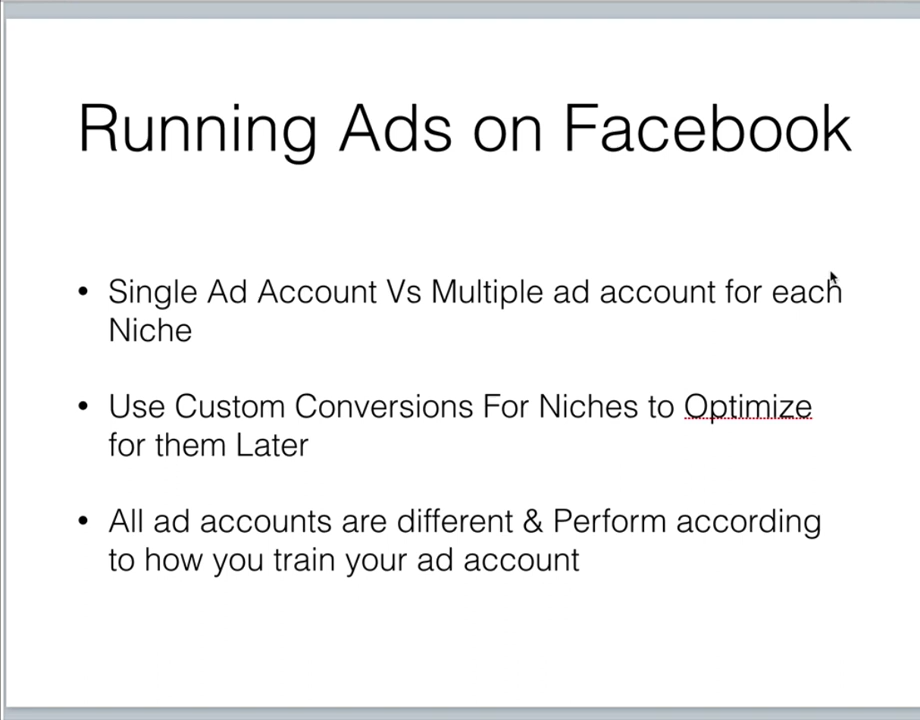 Running Ads on Facebook
• Single Ad Account Vs Multiple ad account for each
Niche
• Use Custom Conversions For Niches to Optimize
for them Later
• All ad accounts are different & Perform according
to how you train your ad account